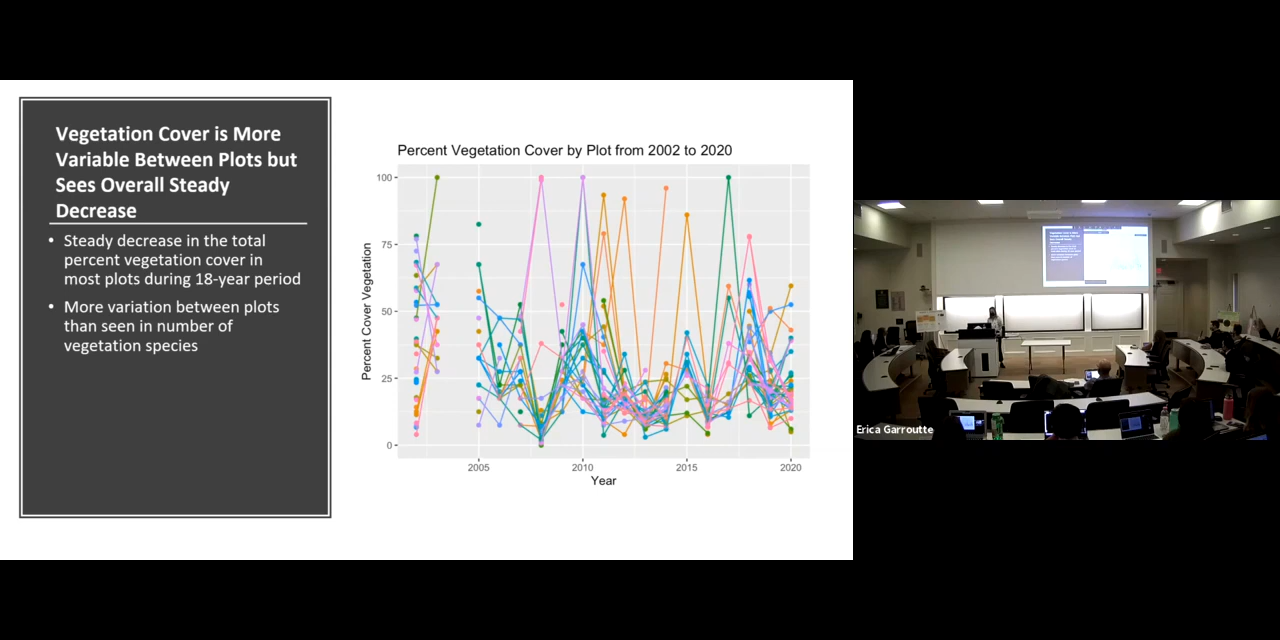 Vegetation Cover is More
Variable Between Plots but
Sees Overall Steady
Decrease
• Steady decrease in the total
percent vegetation cover in
most plots during 18-year period
• More variation between plots
than seen in number of
vegetation species
Percent Vegetation Cover by Plot from 2002 to 2020
Percent Cover Vegetation
100
75
50
25
0
2005
2010
2015
2020
Year
Erica Garroutte